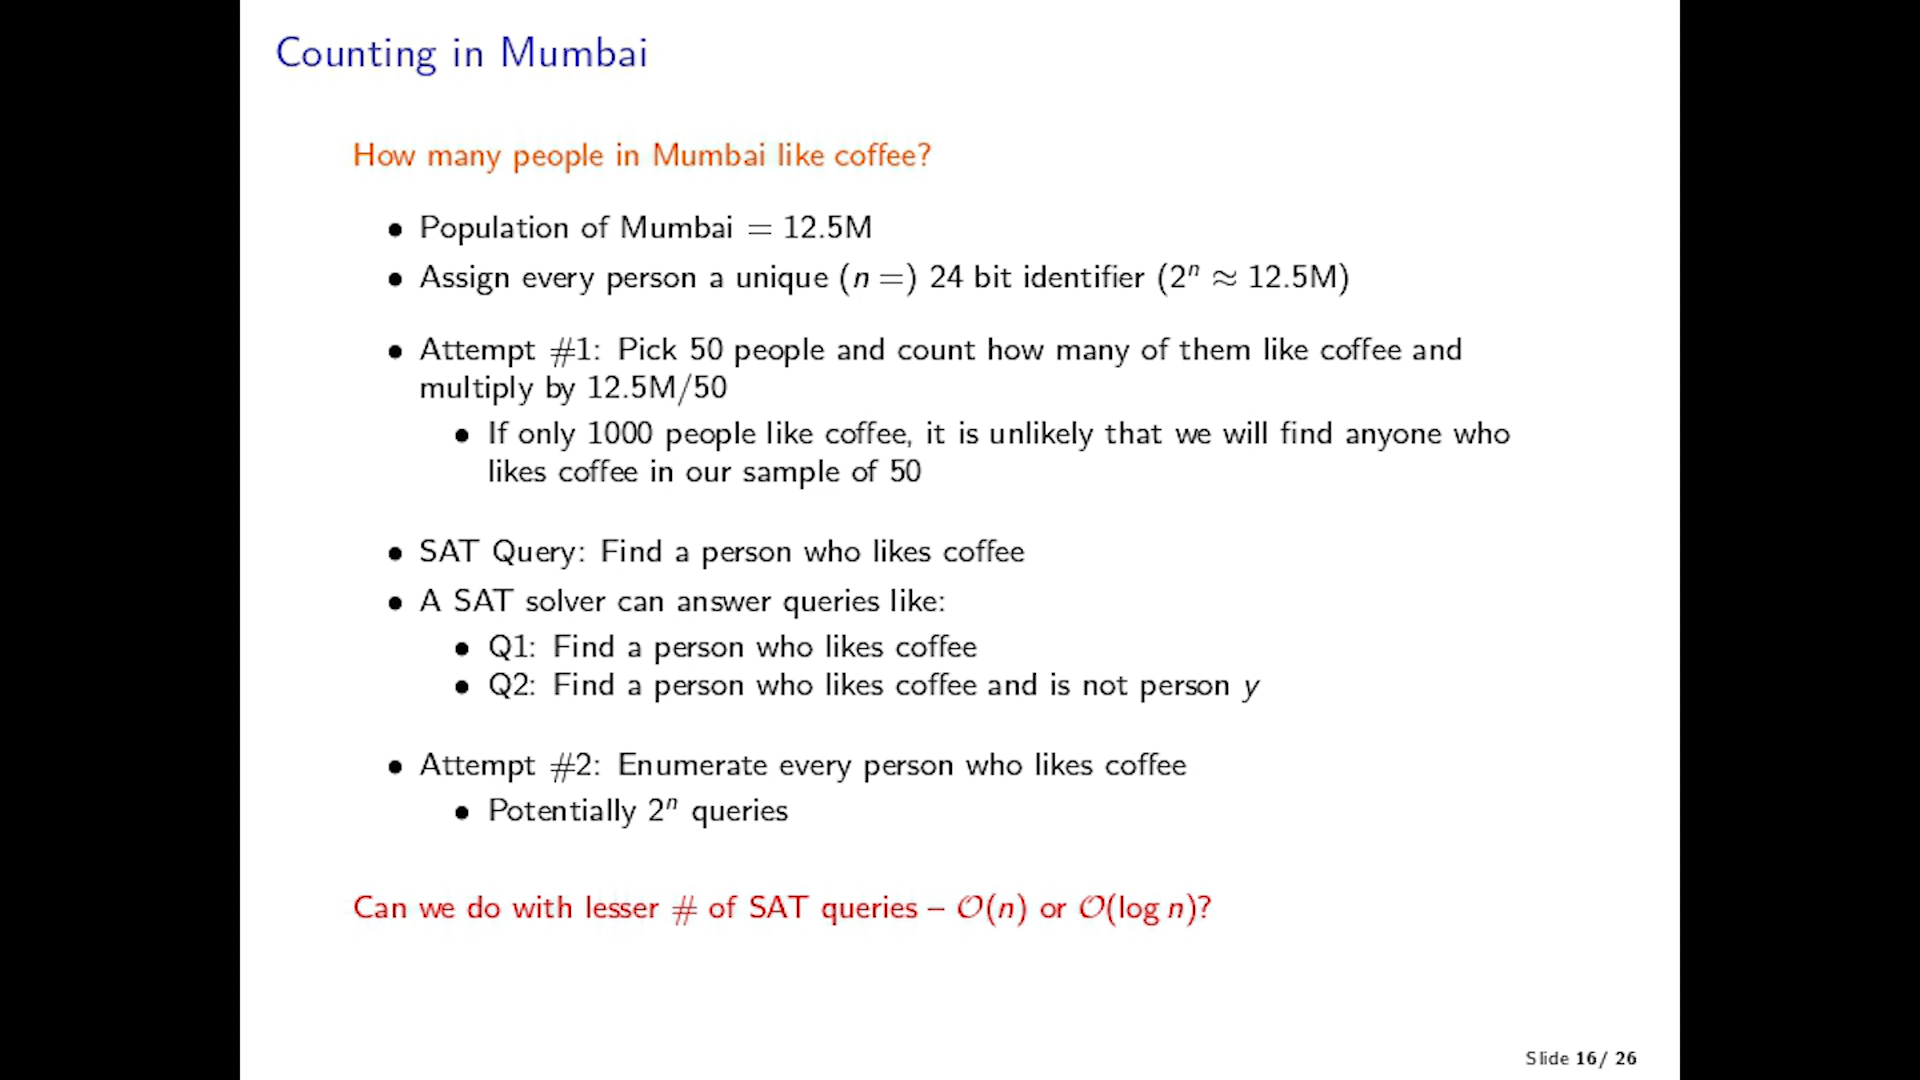 Counting in Mumbai
How many people in Mumbai like coffee?
• Population of Mumbai = 12.5M
• Assign every person a unique (n =) 24 bit identifier (2ⁿ ≈ 12.5M)
• Attempt #1: Pick 50 people and count how many of them like coffee and
multiply by 12.5M/50
• If only 1000 people like coffee, it is unlikely that we will find anyone who
likes coffee in our sample of 50
• SAT Query: Find a person who likes coffee
• A SAT solver can answer queries like:
• Q1: Find a person who likes coffee
• Q2: Find a person who likes coffee and is not person y
• Attempt #2: Enumerate every person who likes coffee
• Potentially 2ⁿ queries
Can we do with lesser # of SAT queries – 𝒪(n) or 𝒪(log n)?
Slide 16/ 26